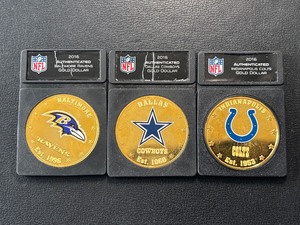 NFL
2016
AUTHENTICATED
BALTIMORE RAVENS
GOLD DOLLAR
BALTIMORE
RAVENS
Est. 1996
NFL
2016
AUTHENTICATED
DALLAS COWBOYS
GOLD DOLLAR
DALLAS
COWBOYS
Est. 1960
NFL
2016
AUTHENTICATED
INDIANAPOLIS COLTS
GOLD DOLLAR
INDIANAPOLIS
COLTS
Est. 1953